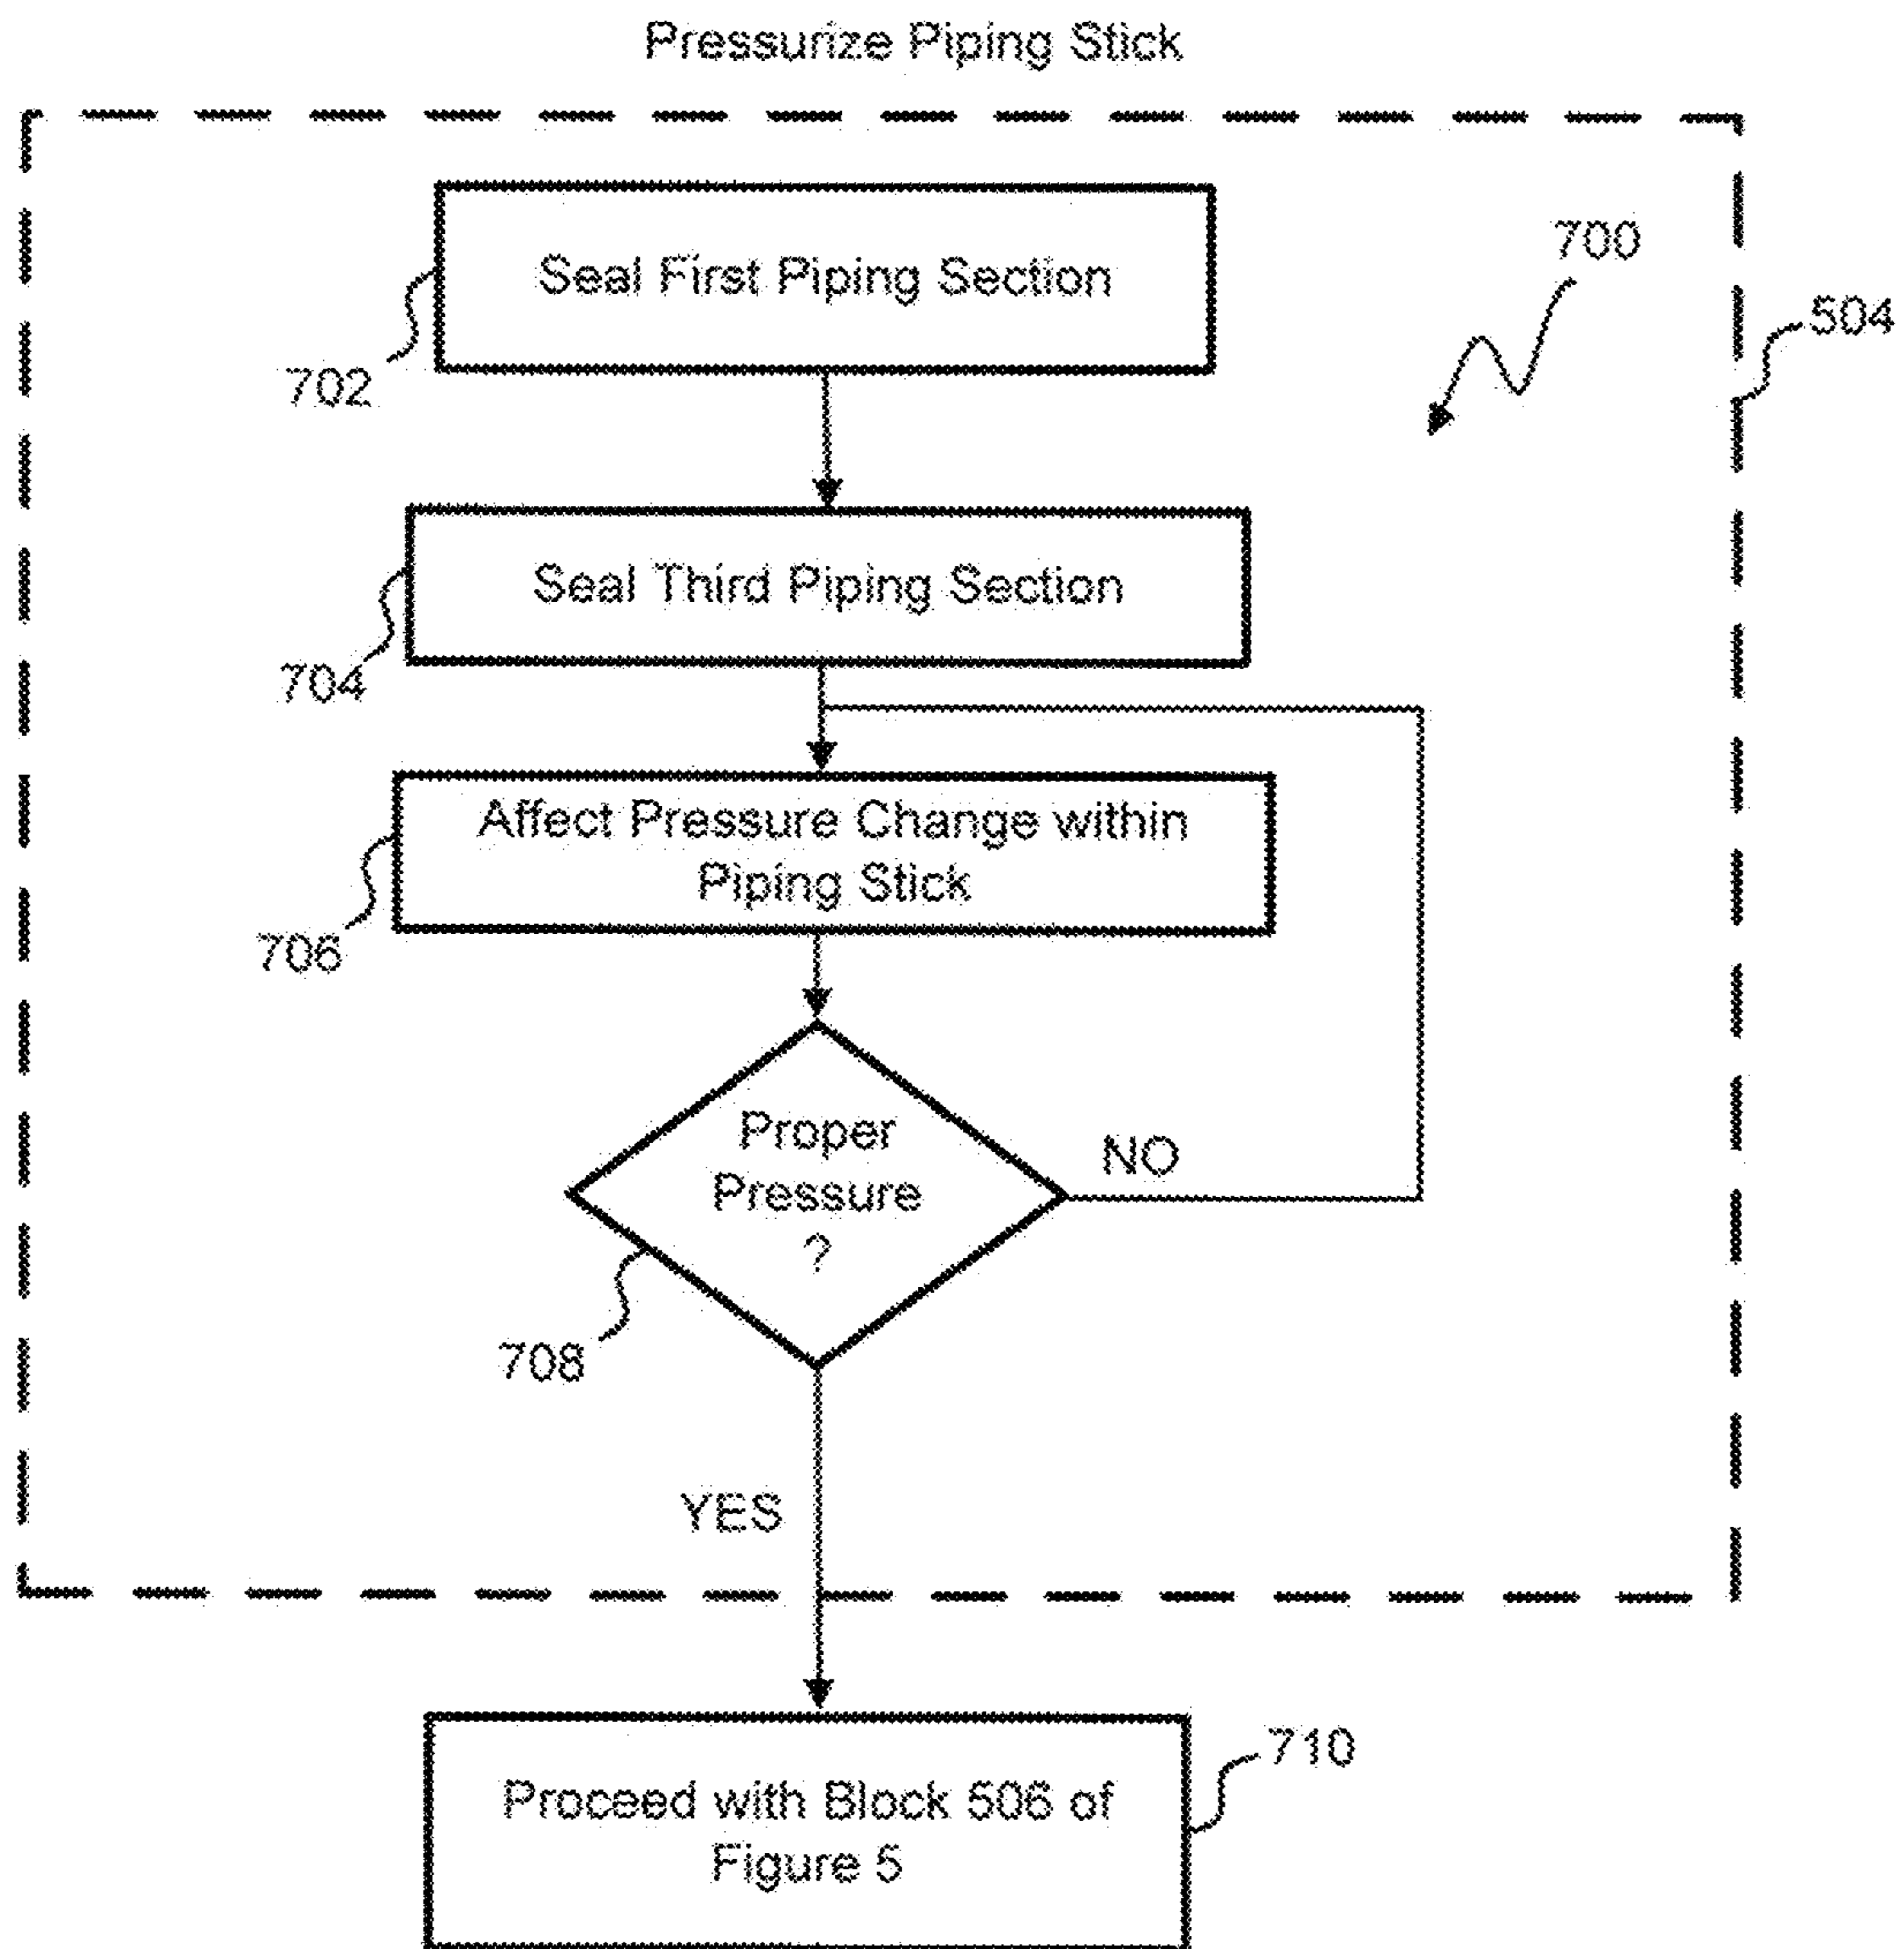 Pressurize Piping Stick
Seal First Piping Section
700
504
702
Seal Third Piping Section
704
Affect Pressure Change within
Piping Stick
706
Proper
Pressure
?
NO
708
YES
710
Proceed with Block 506 of
Figure 5